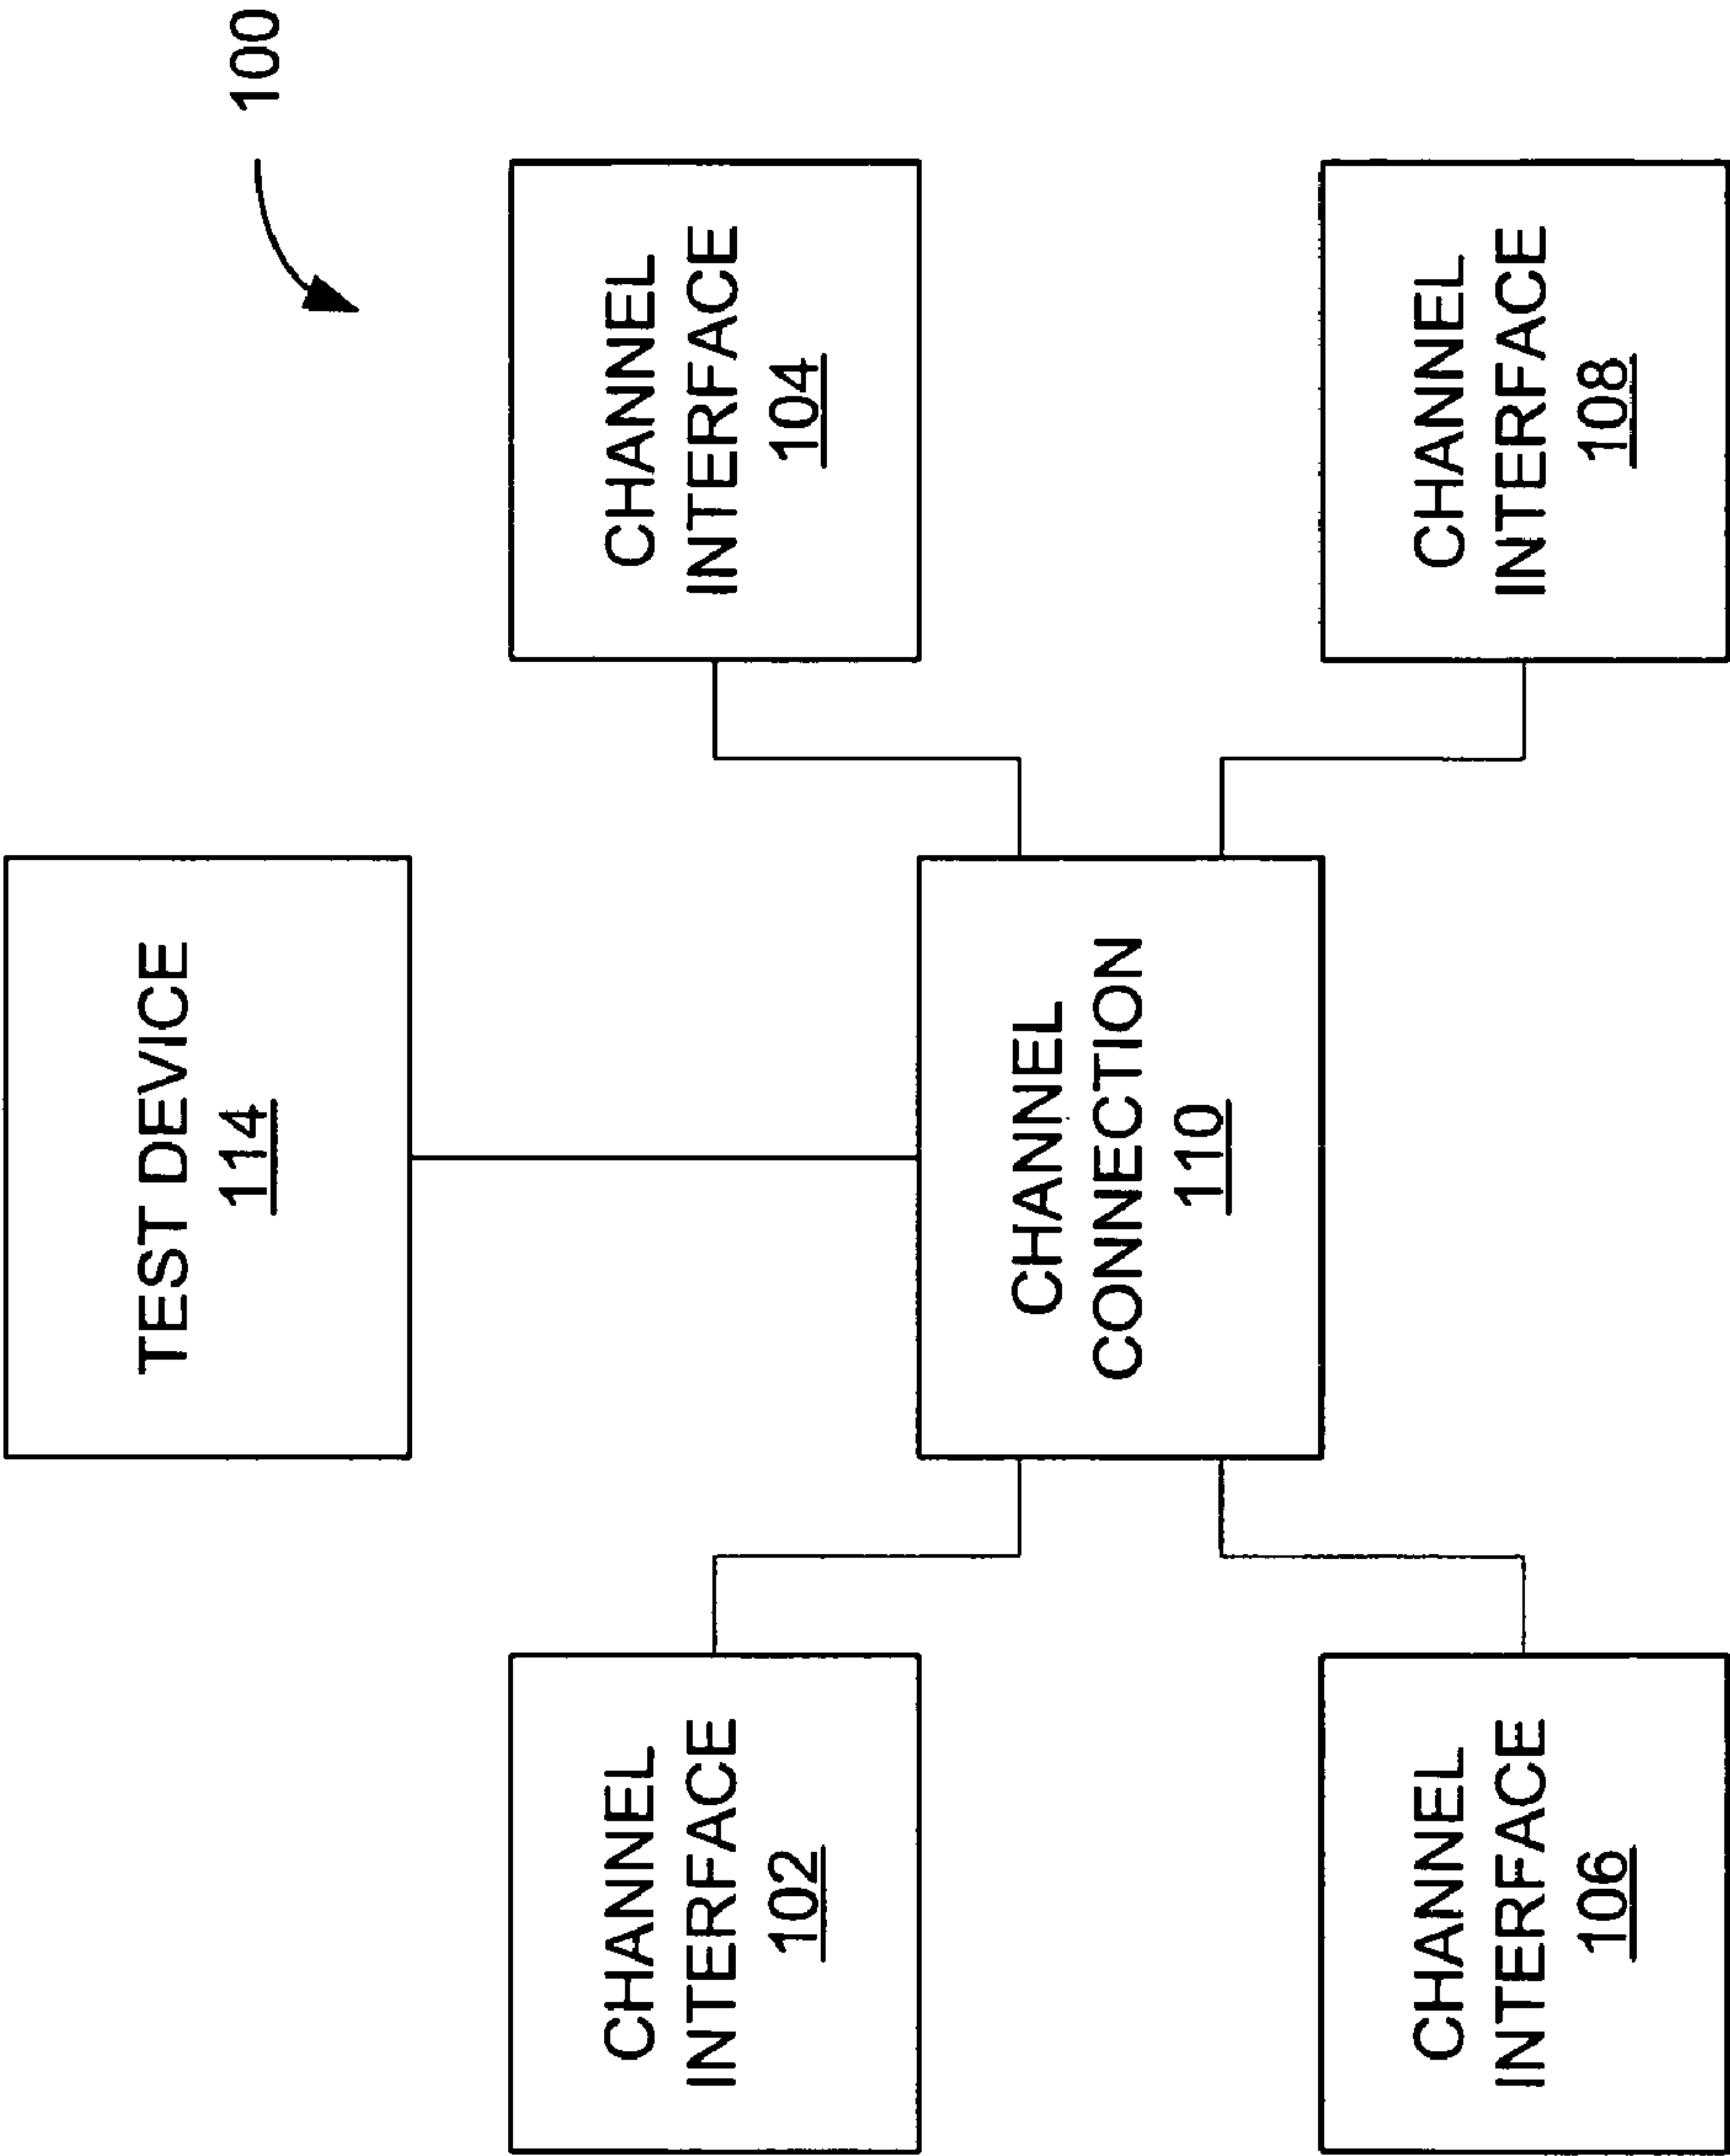 100
TEST DEVICE
114
CHANNEL
INTERFACE
102
CHANNEL
INTERFACE
104
CHANNEL
CONNECTION
110
CHANNEL
INTERFACE
106
CHANNEL
INTERFACE
108